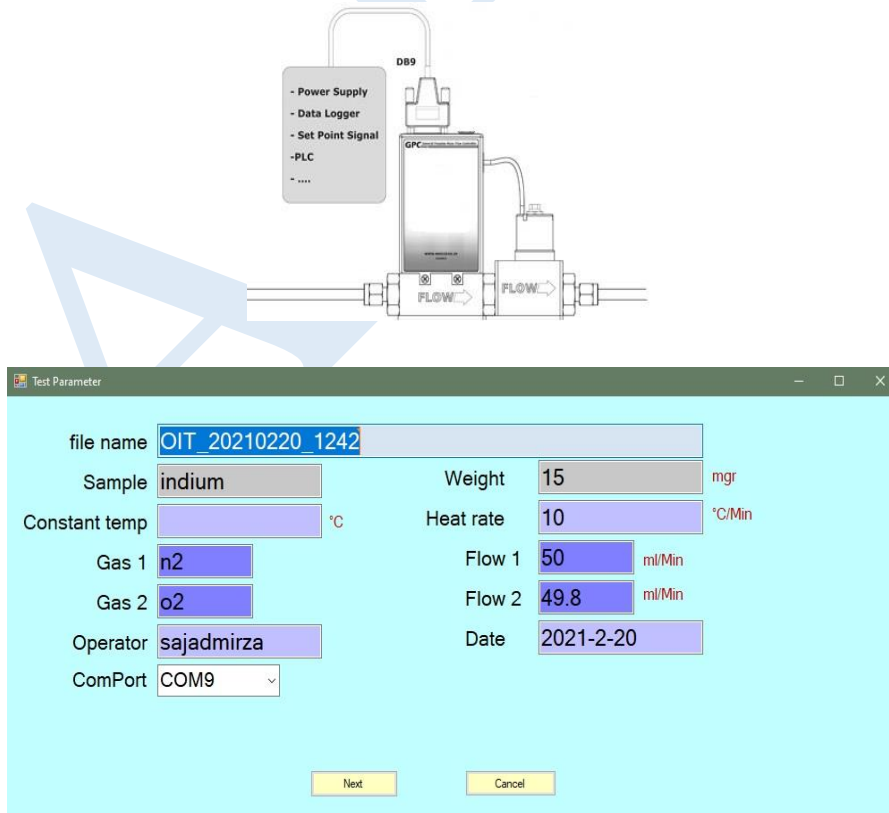 DB9
- Power Supply
- Data Logger
- Set Point Signal
-PLC
- ....
GPC
FLOW
FLOW
Test Parameter
file name OIT_20210220_1242
Sample indium Weight 15 mgr
Constant temp °C Heat rate 10 °C/Min
Gas 1 n2 Flow 1 50 ml/Min
Gas 2 o2 Flow 2 49.8 ml/Min
Operator sajadmirza Date 2021-2-20
ComPort COM9
Next Cancel